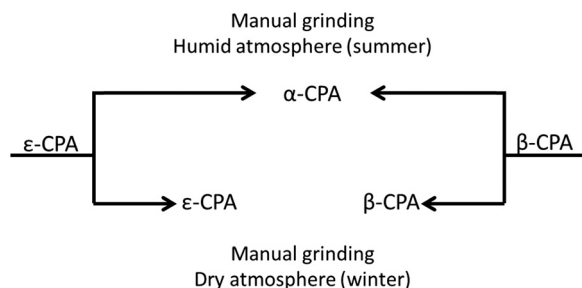 Manual grinding
Humid atmosphere (summer)
α-CPA
ε-CPA
β-CPA
ε-CPA
β-CPA
Manual grinding
Dry atmosphere (winter)